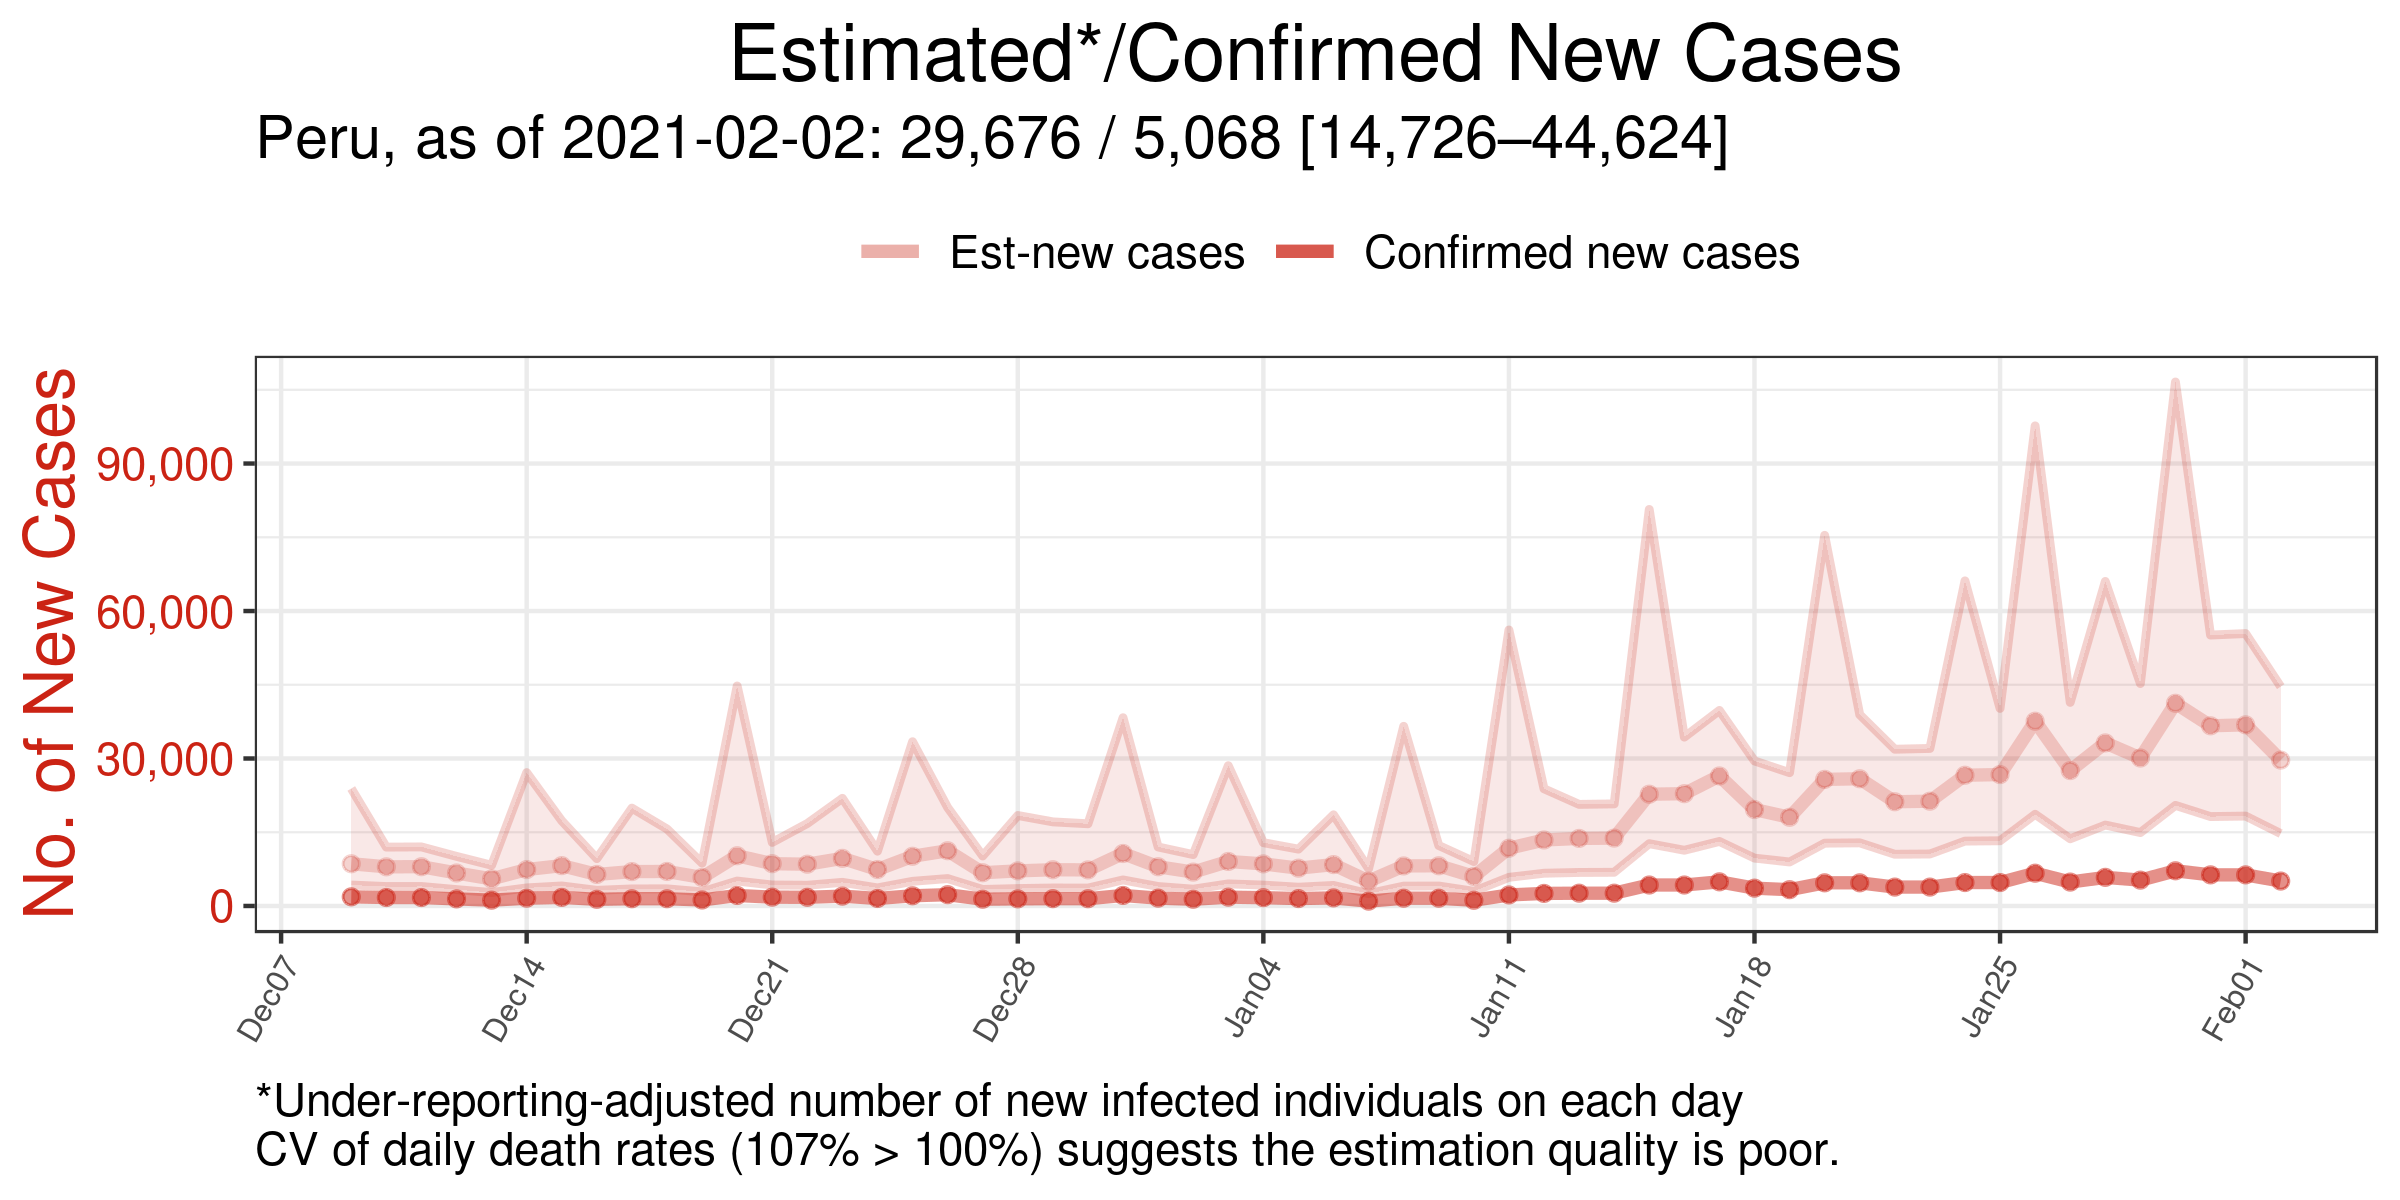 Estimated*/Confirmed New Cases
Peru, as of 2021-02-02: 29,676 / 5,068 [14,726–44,624]
Est-new cases
Confirmed new cases
No. of New Cases
90,000
60,000
30,000
0
Dec07
Dec14
Dec21
Dec28
Jan04
Jan11
Jan18
Jan25
Feb01
*Under-reporting-adjusted number of new infected individuals on each day
CV of daily death rates (107% > 100%) suggests the estimation quality is poor.